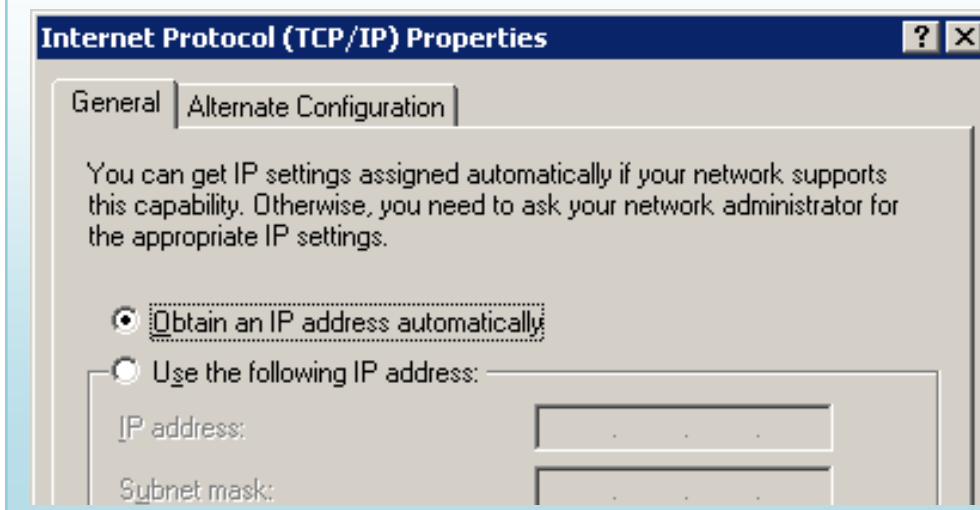 Internet Protocol (TCP/IP) Properties
General
Alternate Configuration
You can get IP settings assigned automatically if your network supports
this capability. Otherwise, you need to ask your network administrator for
the appropriate IP settings.
Obtain an IP address automatically
Use the following IP address:
IP address:
Subnet mask: